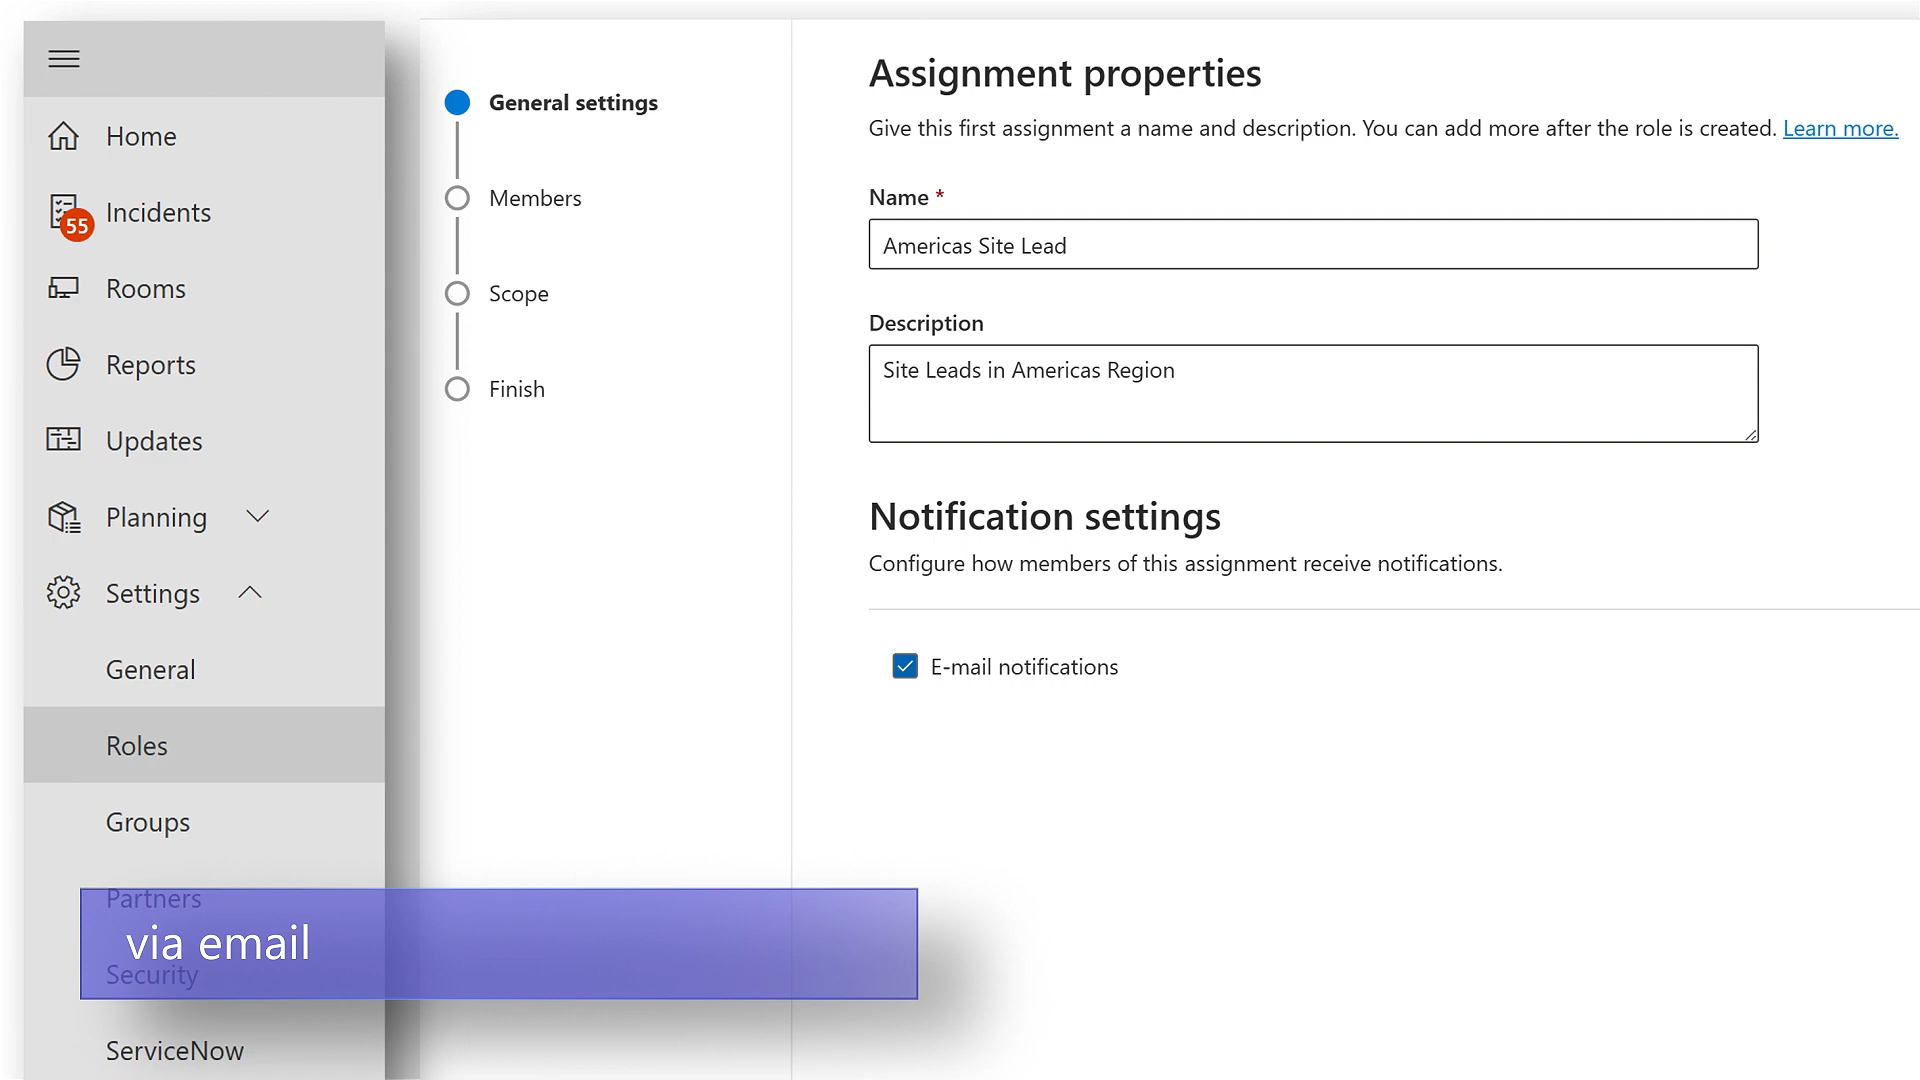 Home
55
Incidents
Rooms
Reports
Updates
Planning
Settings
General
Roles
Groups
Partners
via email
Security
ServiceNow
General settings
Members
Scope
Finish
Assignment properties
Give this first assignment a name and description. You can add more after the role is created. Learn more.
Name *
Americas Site Lead
Description
Site Leads in Americas Region
Notification settings
Configure how members of this assignment receive notifications.
E-mail notifications